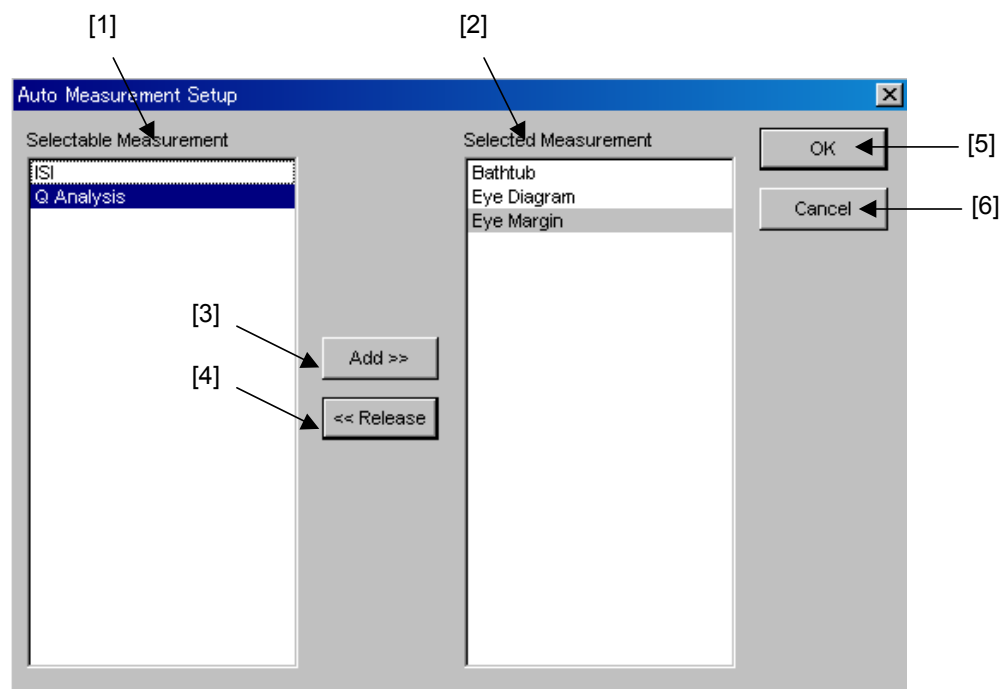 [1]
[2]
Auto Measurement Setup
Selectable Measurement
Selected Measurement
ISI
Q Analysis
Bathtub
Eye Diagram
Eye Margin
OK
[5]
Cancel
[6]
[3]
Add >>
[4]
<< Release